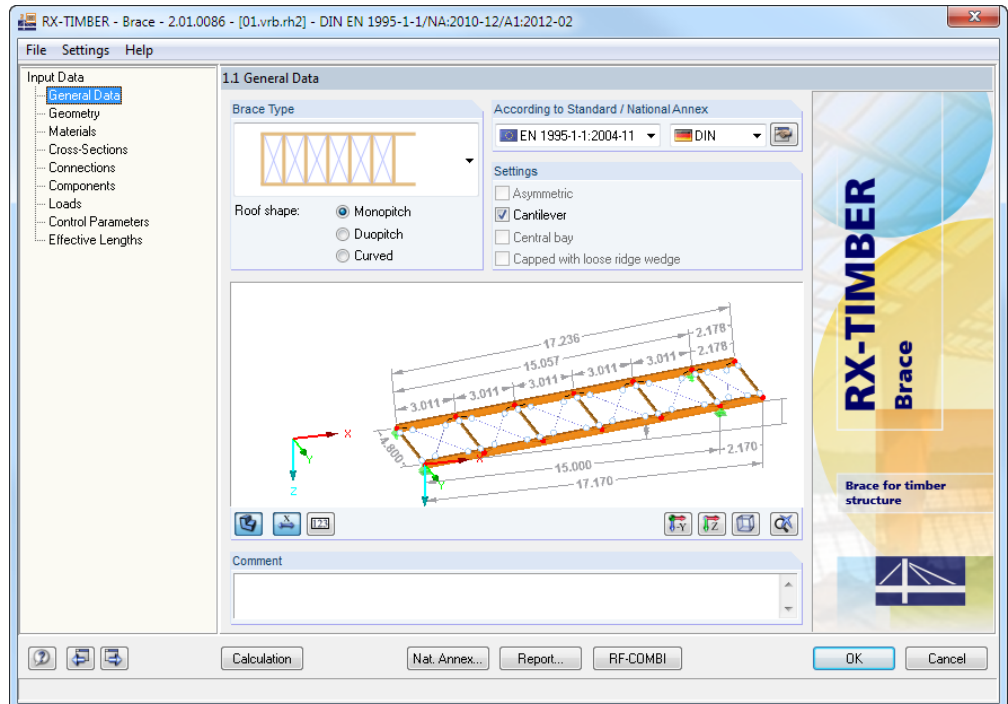 RX-TIMBER - Brace - 2.01.0086 - [01.vrb.rh2] - DIN EN 1995-1-1/NA:2010-12/A1:2012-02
File Settings Help
Input Data
General Data
Geometry
Materials
Cross-Sections
Connections
Components
Loads
Control Parameters
Effective Lengths
1.1 General Data
Brace Type
Roof shape:
Monopitch
Duopitch
Curved
According to Standard / National Annex
EN 1995-1-1:2004-11
DIN
Settings
Asymmetric
Cantilever
Central bay
Capped with loose ridge wedge
17.236
2.178
15.057
2.178
3.011
3.011
3.011
3.011
3.011
4.800
X
Y
Z
X
Y
2.170
15.000
17.170
X
123
-Y
Z
Comment
RX-TIMBER
Brace
Brace for timber
structure
Calculation
Nat. Annex...
Report...
RF-COMBI
OK
Cancel